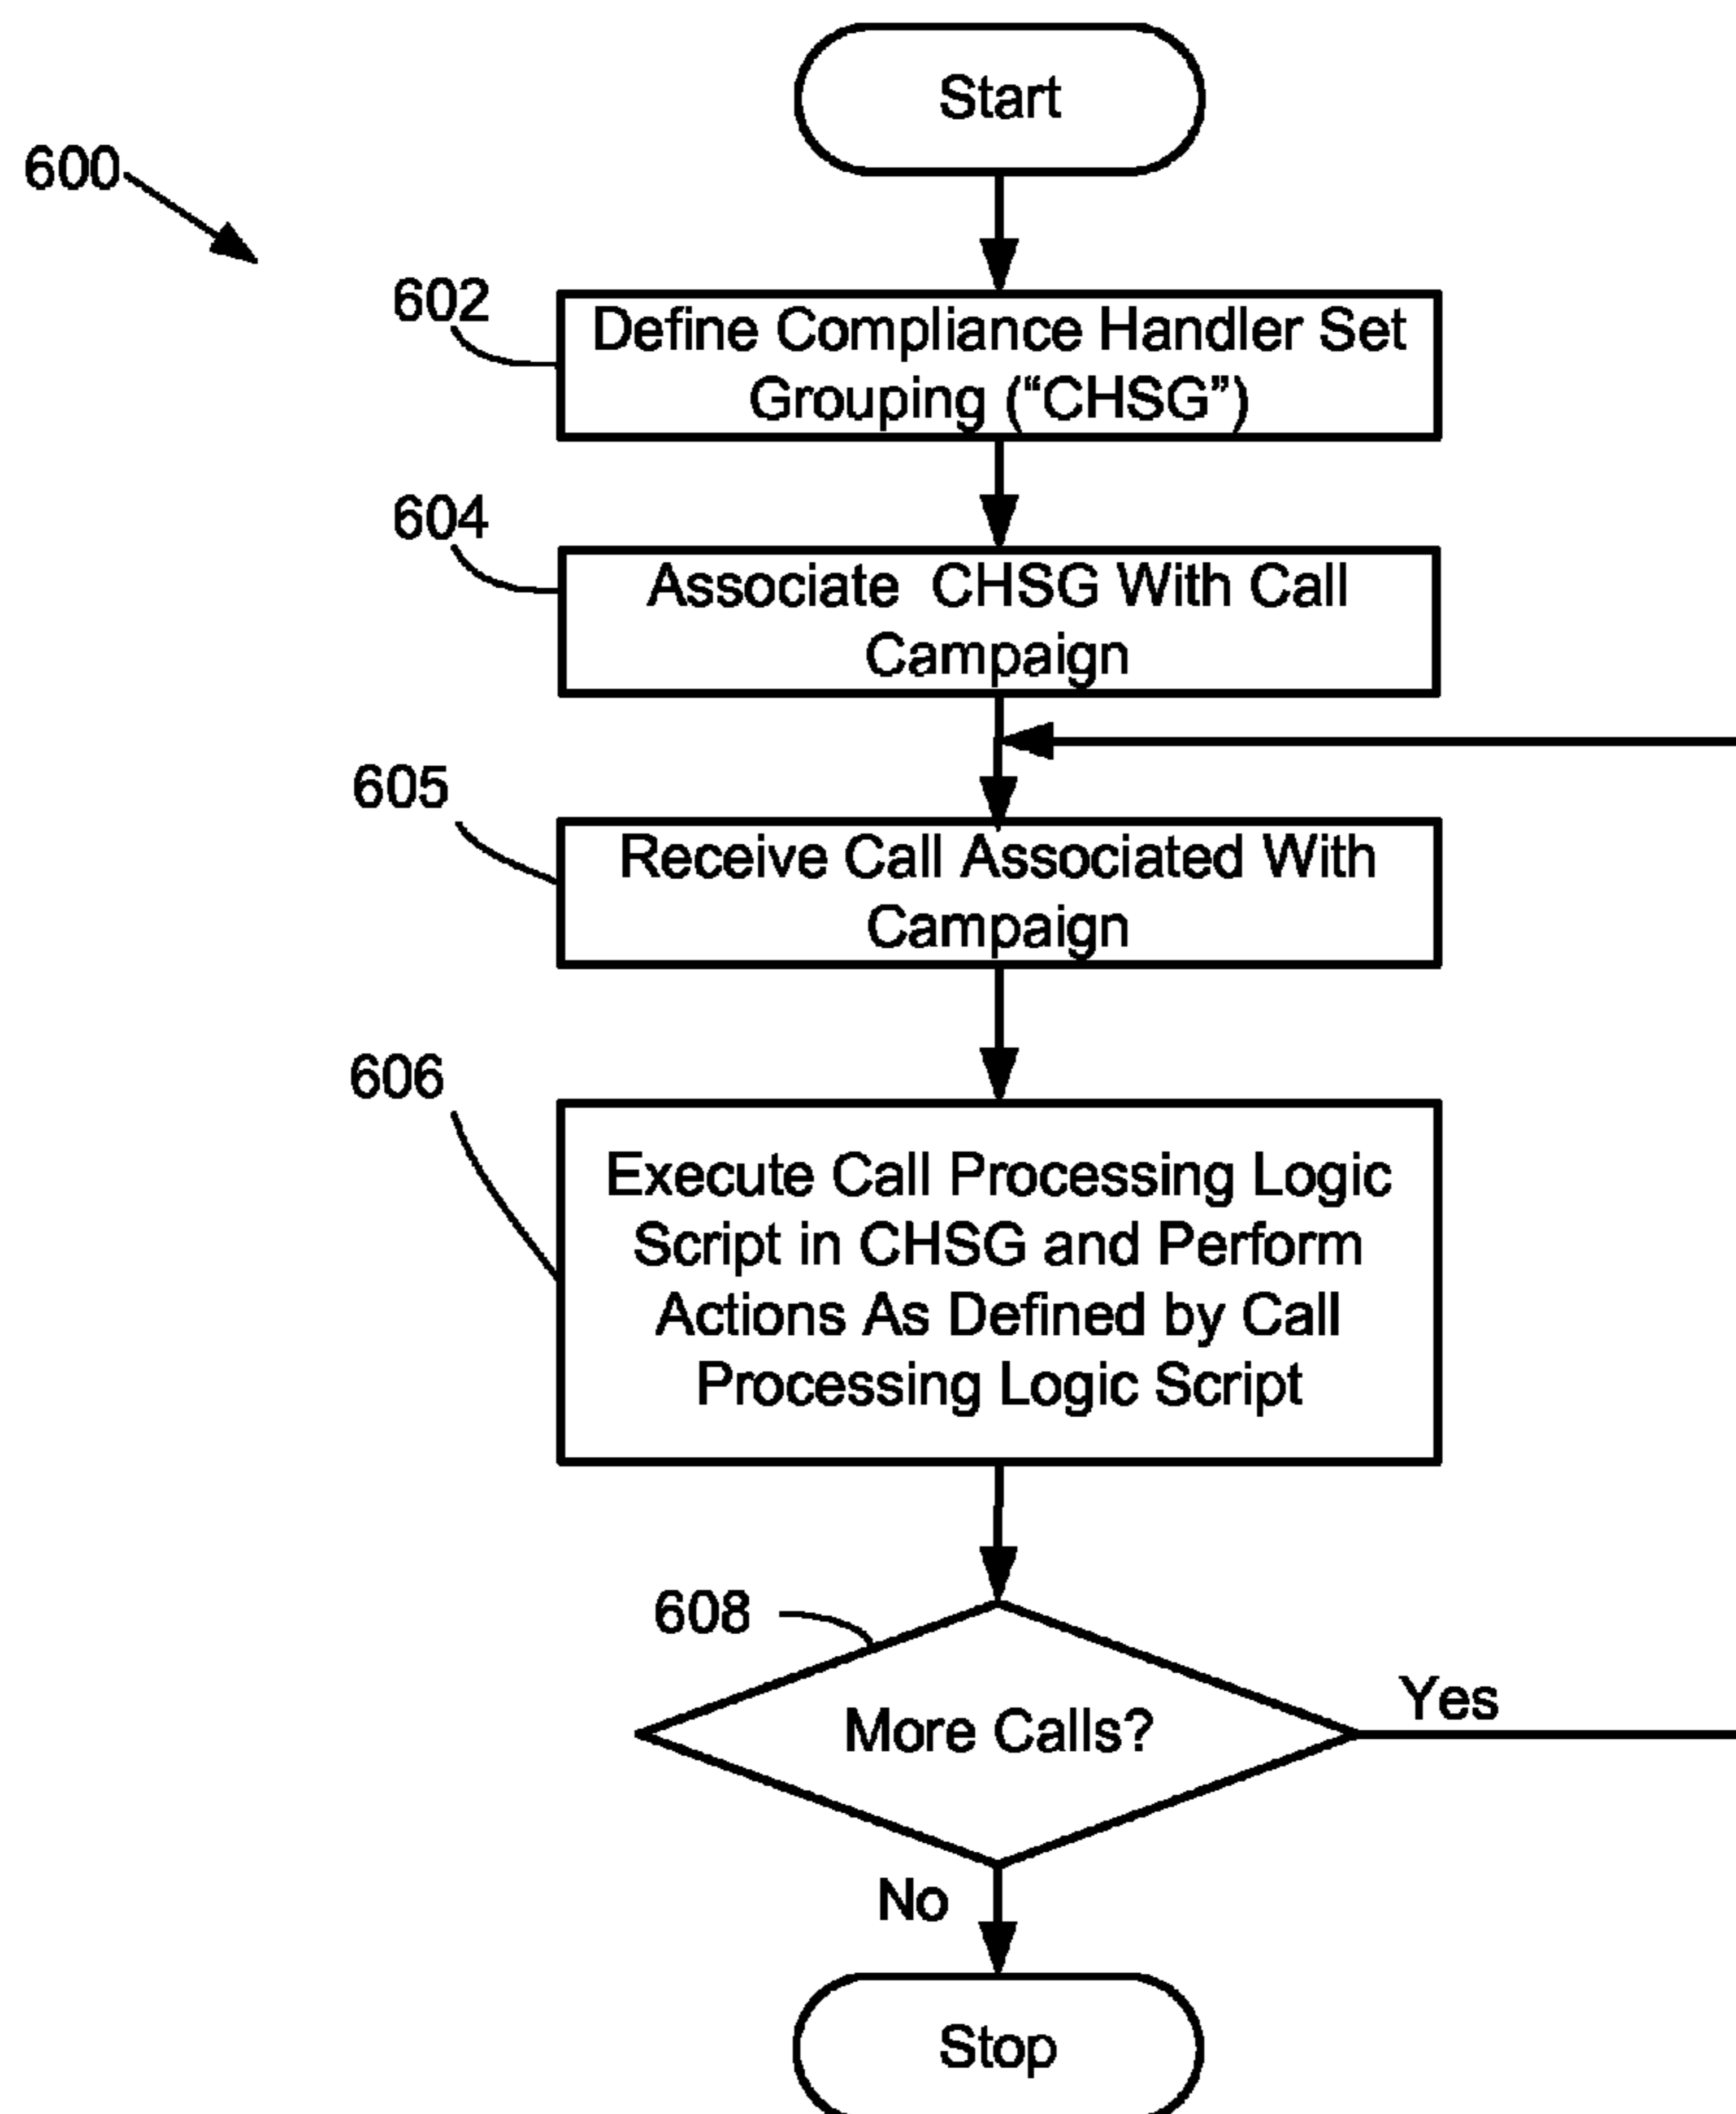 Start
600
602
Define Compliance Handler Set
Grouping (“CHSG”)
604
Associate CHSG With Call
Campaign
605
Receive Call Associated With
Campaign
606
Execute Call Processing Logic
Script in CHSG and Perform
Actions As Defined by Call
Processing Logic Script
608
More Calls?
Yes
No
Stop